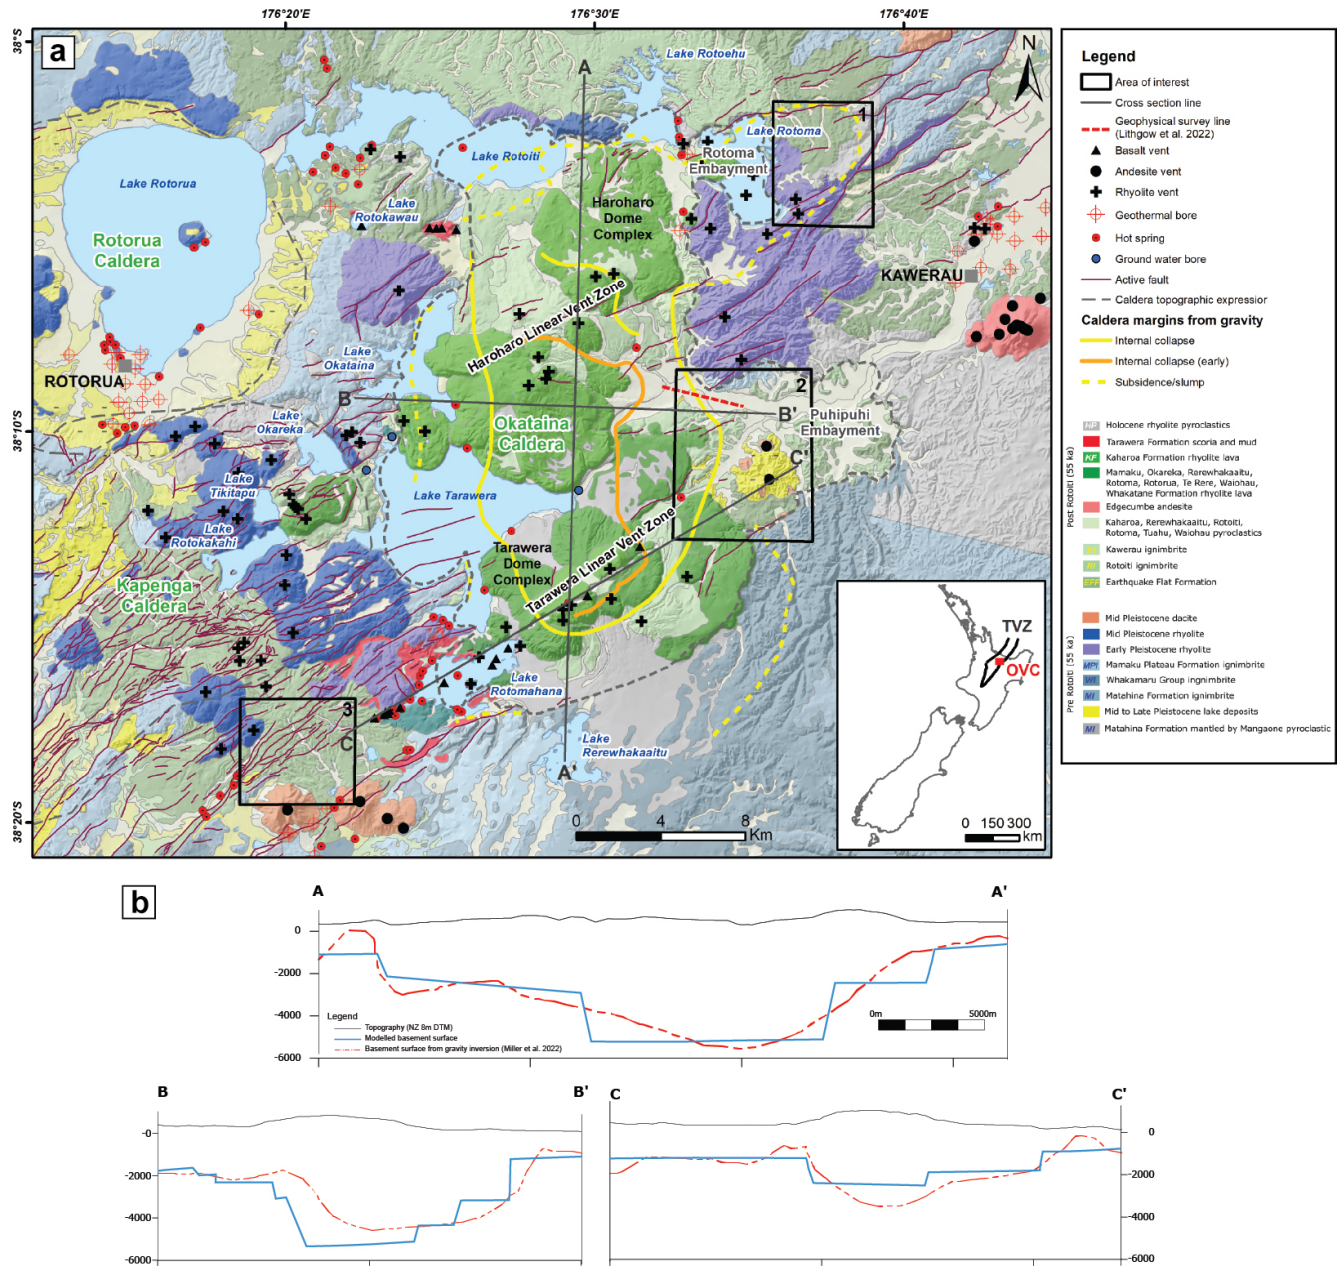 176°20'E
176°30'E
176°40'E
38°S
38°10'S
38°20'S
a
N
A
Lake Rotoehu
Lake Rotoma
1
Rotoma
Embayment
Lake Rotoiti
Lake Rotorua
Rotorua
Caldera
Lake
Rotokawau
Haroharo
Dome
Complex
KAWERAU
Haroharo Linear Vent Zone
Lake
Okataina
ROTORUA
B
B'
2
Puhipuhi
Embayment
Lake
Okareka
Okataina
Caldera
C'
Lake
Tikitapu
Lake Tarawera
Lake
Rotokakahi
Tarawera Linear Vent Zone
Tarawera
Dome
Complex
Kapenga
Caldera
Lake
Rotomahana
3
C
Lake
Rerewhakaaitu
A'
0 4 8
Km
TVZ
OVC
0 150 300
km
Legend
Area of interest
Cross section line
Geophysical survey line
(Lithgow et al. 2022)
Basalt vent
Andesite vent
Rhyolite vent
Geothermal bore
Hot spring
Ground water bore
Active fault
Caldera topographic expression
Caldera margins from gravity
Internal collapse
Internal collapse (early)
Subsidence/slump
Post Rotoiti (55 ka)
HP Holocene rhyolite pyroclastics
Tarawera Formation scoria and mud
KF Kaharoa Formation rhyolite lava
Mamaku, Okareka, Rerewhakaaitu,
Rotoma, Rotorua, Te Rere, Waiohau,
Whakatane Formation rhyolite lava
Edgecumbe andesite
Kaharoa, Rerewhakaaitu, Rotoiti,
Rotoma, Tuahu, Waiohau pyroclastics
Kawerau ignimbrite
Rotoiti ignimbrite
EFF Earthquake Flat Formation
Pre Rotoiti (55 ka)
Mid Pleistocene dacite
Mid Pleistocene rhyolite
Early Pleistocene rhyolite
MPI Mamaku Plateau Formation ignimbrite
WI Whakamaru Group ingnimbrite
MI Matahina Formation ignimbrite
Mid to Late Pleistocene lake deposits
MI Matahina Formation mantled by Mangaone pyroclastic
b
A
A'
0
-2000
-4000
-6000
Legend
Topography (NZ 8m DTM)
Modelled basement surface
Basement surface from gravity inversion (Miller et al. 2022)
0m 5000m
B
B'
-0
-2000
-4000
-6000
C
C'
0
-2000
-4000
-6000